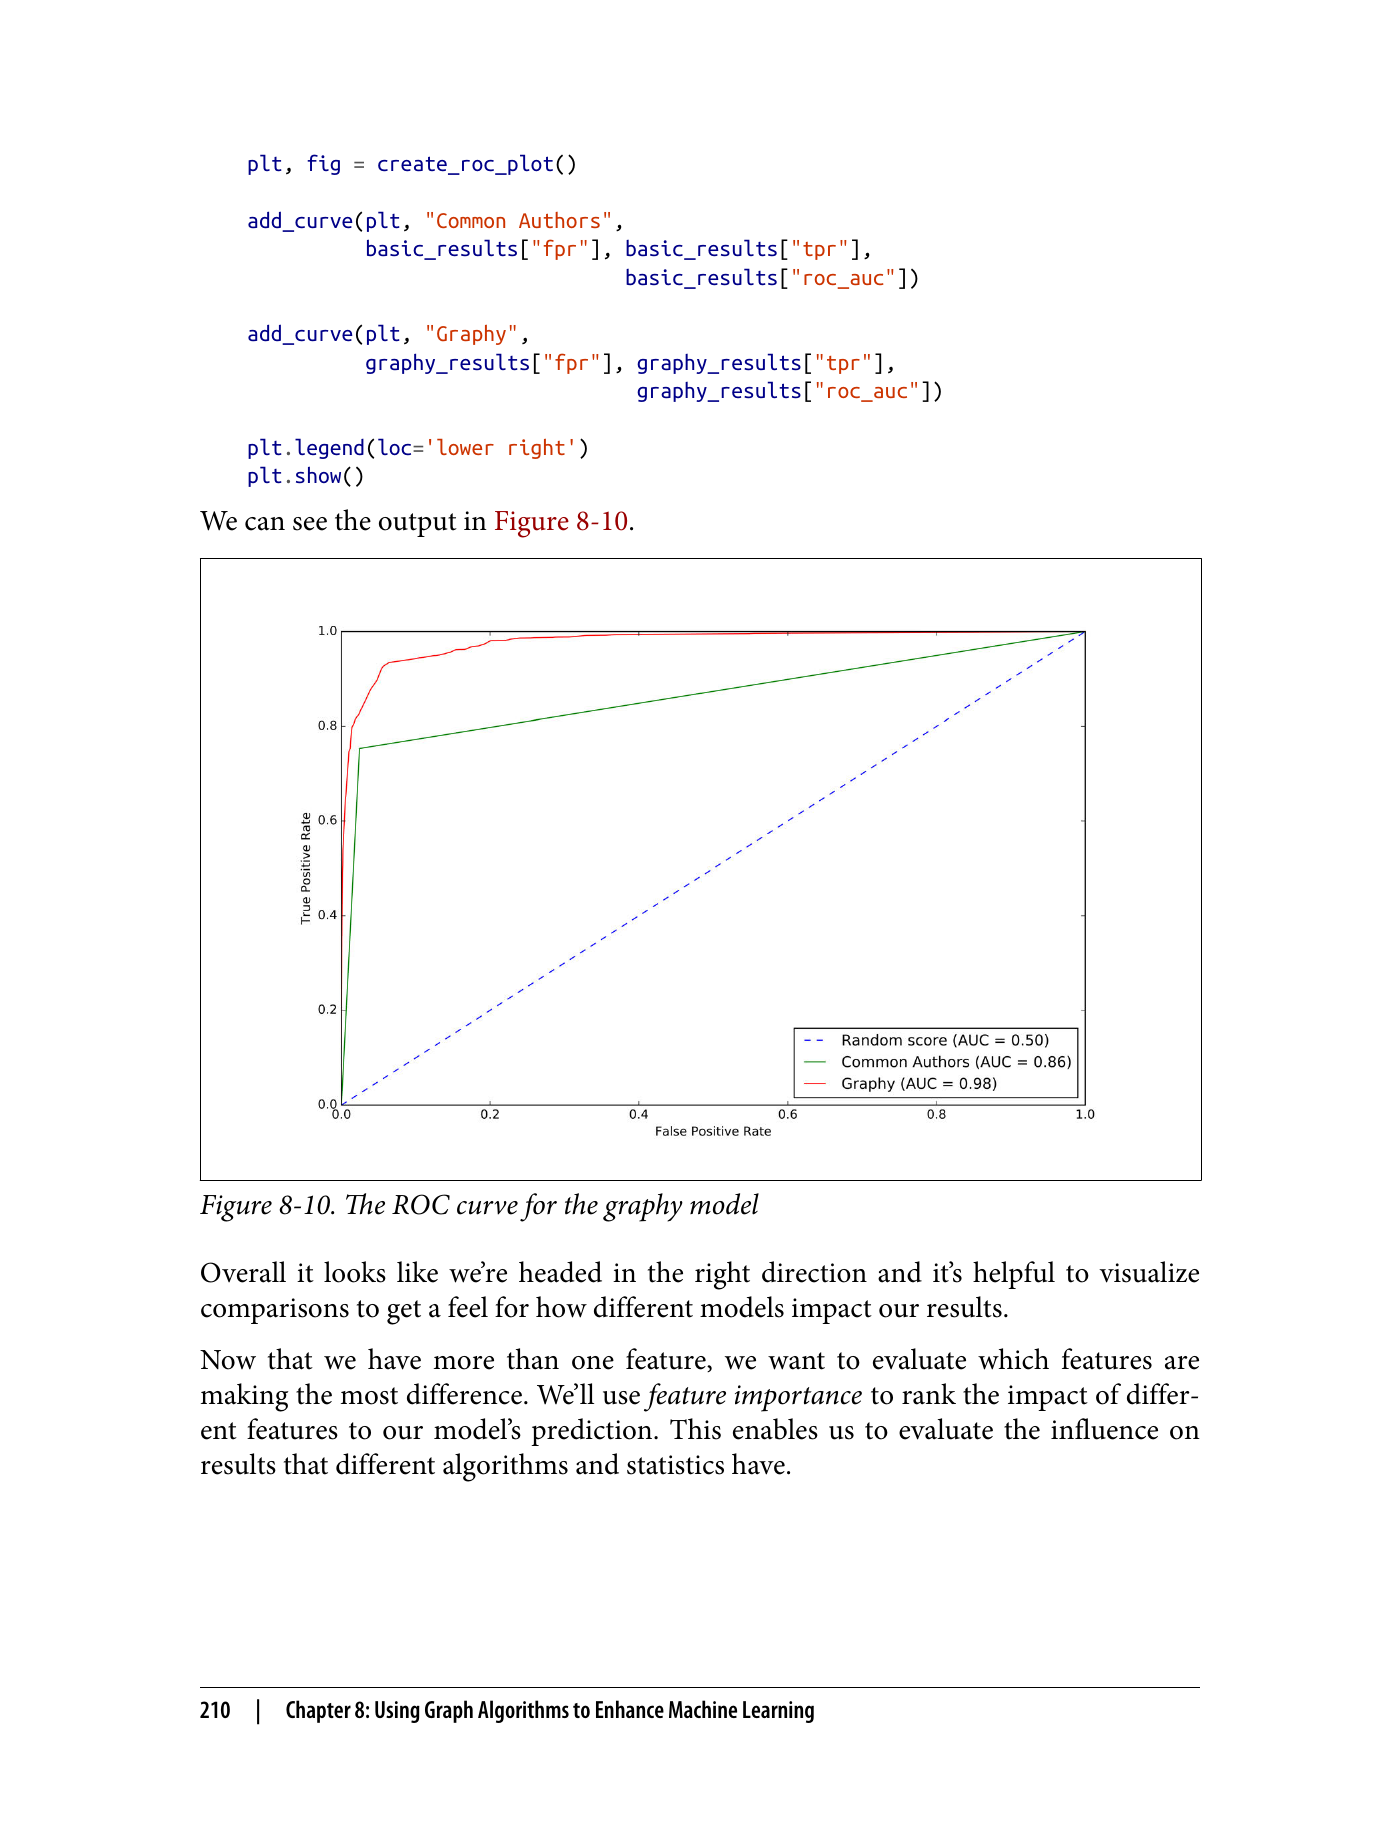 plt, fig = create_roc_plot()
add_curve(plt, "Common Authors",
basic_results["fpr"], basic_results["tpr"],
basic_results["roc_auc"])
add_curve(plt, "Graphy",
graphy_results["fpr"], graphy_results["tpr"],
graphy_results["roc_auc"])
plt.legend(loc='lower right')
plt.show()
We can see the output in Figure 8-10.
1.0
0.8
0.6
0.4
0.2
0.0
True Positive Rate
Random score (AUC = 0.50)
Common Authors (AUC = 0.86)
Graphy (AUC = 0.98)
0.0 0.2 0.4 0.6 0.8 1.0
False Positive Rate
Figure 8-10. The ROC curve for the graphy model
Overall it looks like we’re headed in the right direction and it’s helpful to visualize
comparisons to get a feel for how different models impact our results.
Now that we have more than one feature, we want to evaluate which features are
making the most difference. We’ll use feature importance to rank the impact of differ-
ent features to our model’s prediction. This enables us to evaluate the influence on
results that different algorithms and statistics have.
210 | Chapter 8: Using Graph Algorithms to Enhance Machine Learning